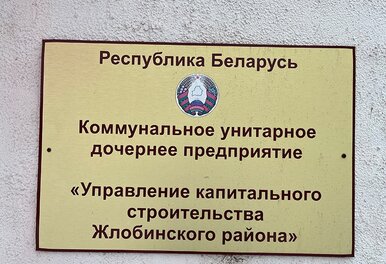 Республика Беларусь
Коммунальное унитарное
дочернее предприятие
«Управление капитального
строительства
Жлобинского района»